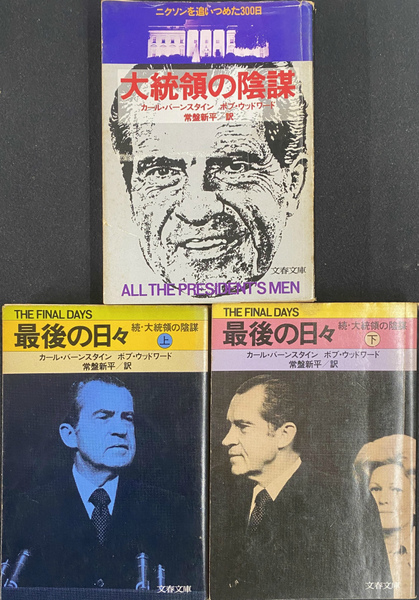 ニクソンを追いつめた300日
大統領の陰謀
カール・バーンスタイン ボブ・ウッドワード
常盤新平／訳
文春文庫
ALL THE PRESIDENT'S MEN
THE FINAL DAYS
最後の日々 続・大統領の陰謀
上
カール・バーンスタイン ボブ・ウッドワード
常盤新平／訳
文春文庫
THE FINAL DAYS
最後の日々 続・大統領の陰謀
下
カール・バーンスタイン ボブ・ウッドワード
常盤新平／訳
文春文庫